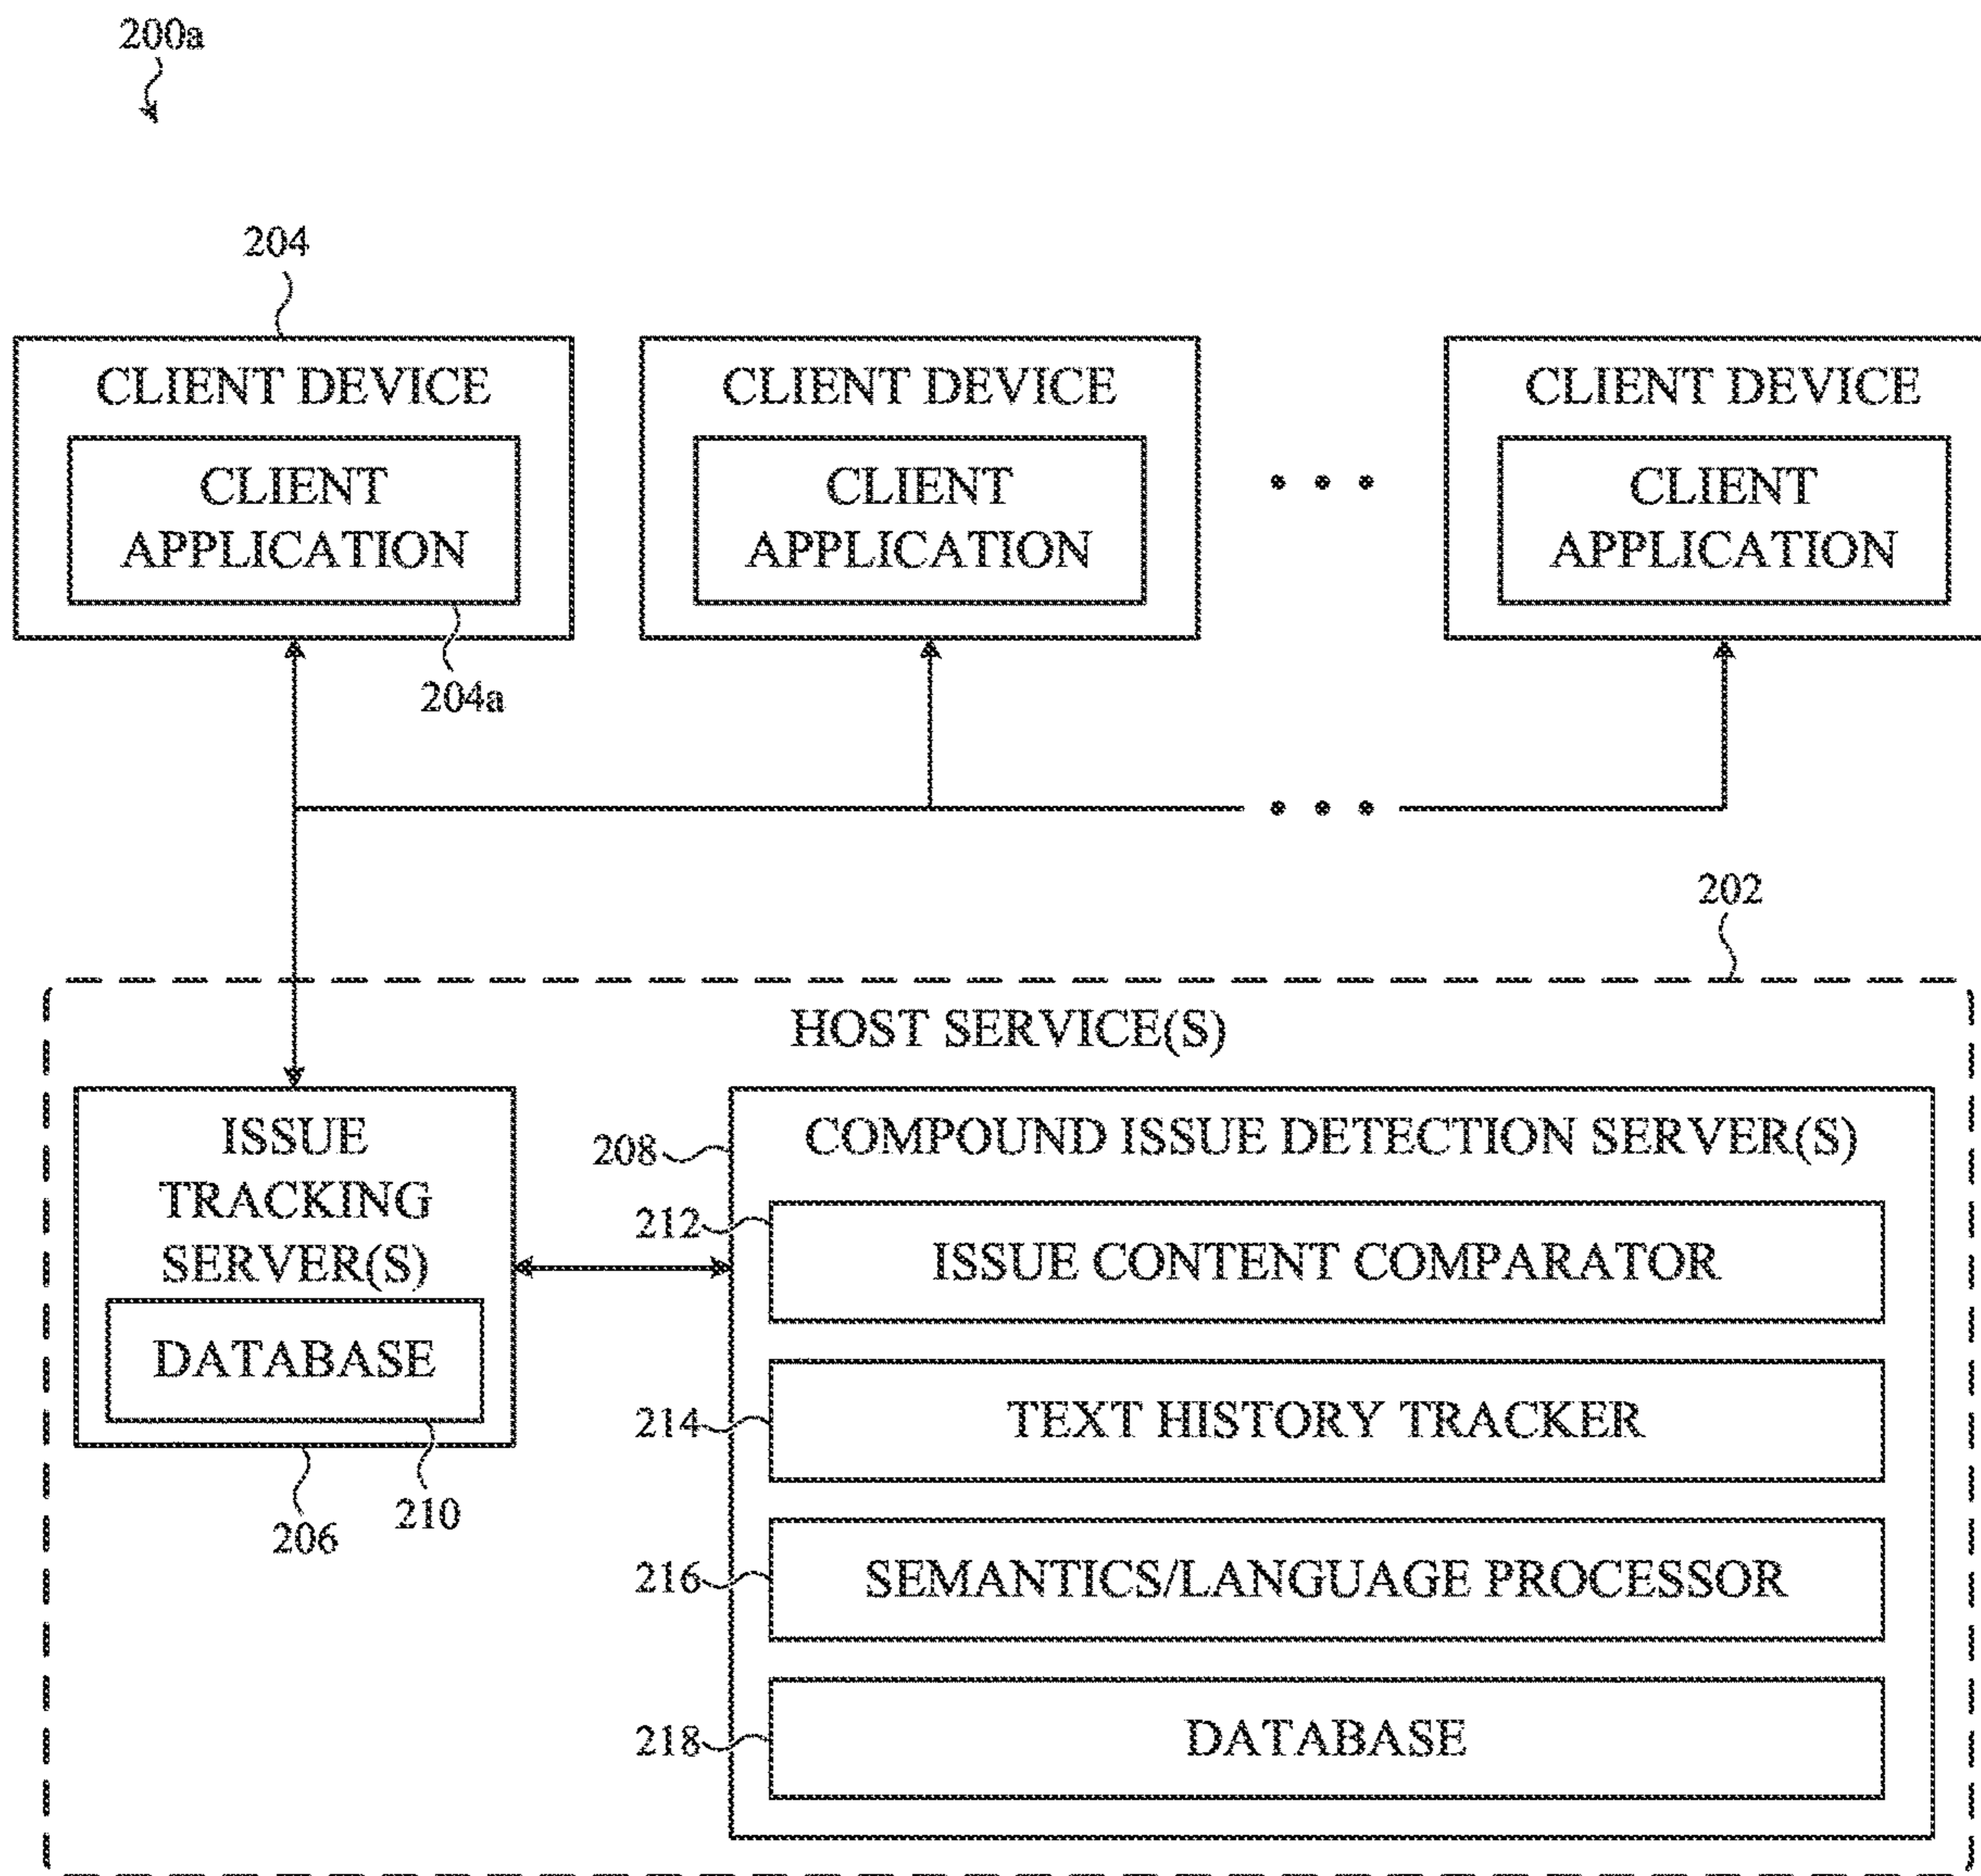 200a
204
CLIENT DEVICE
CLIENT
APPLICATION
204a
CLIENT DEVICE
CLIENT
APPLICATION
CLIENT DEVICE
CLIENT
APPLICATION
202
HOST SERVICE(S)
ISSUE
TRACKING
SERVER(S)
DATABASE
206
210
208
COMPOUND ISSUE DETECTION SERVER(S)
212
ISSUE CONTENT COMPARATOR
214
TEXT HISTORY TRACKER
216
SEMANTICS/LANGUAGE PROCESSOR
218
DATABASE